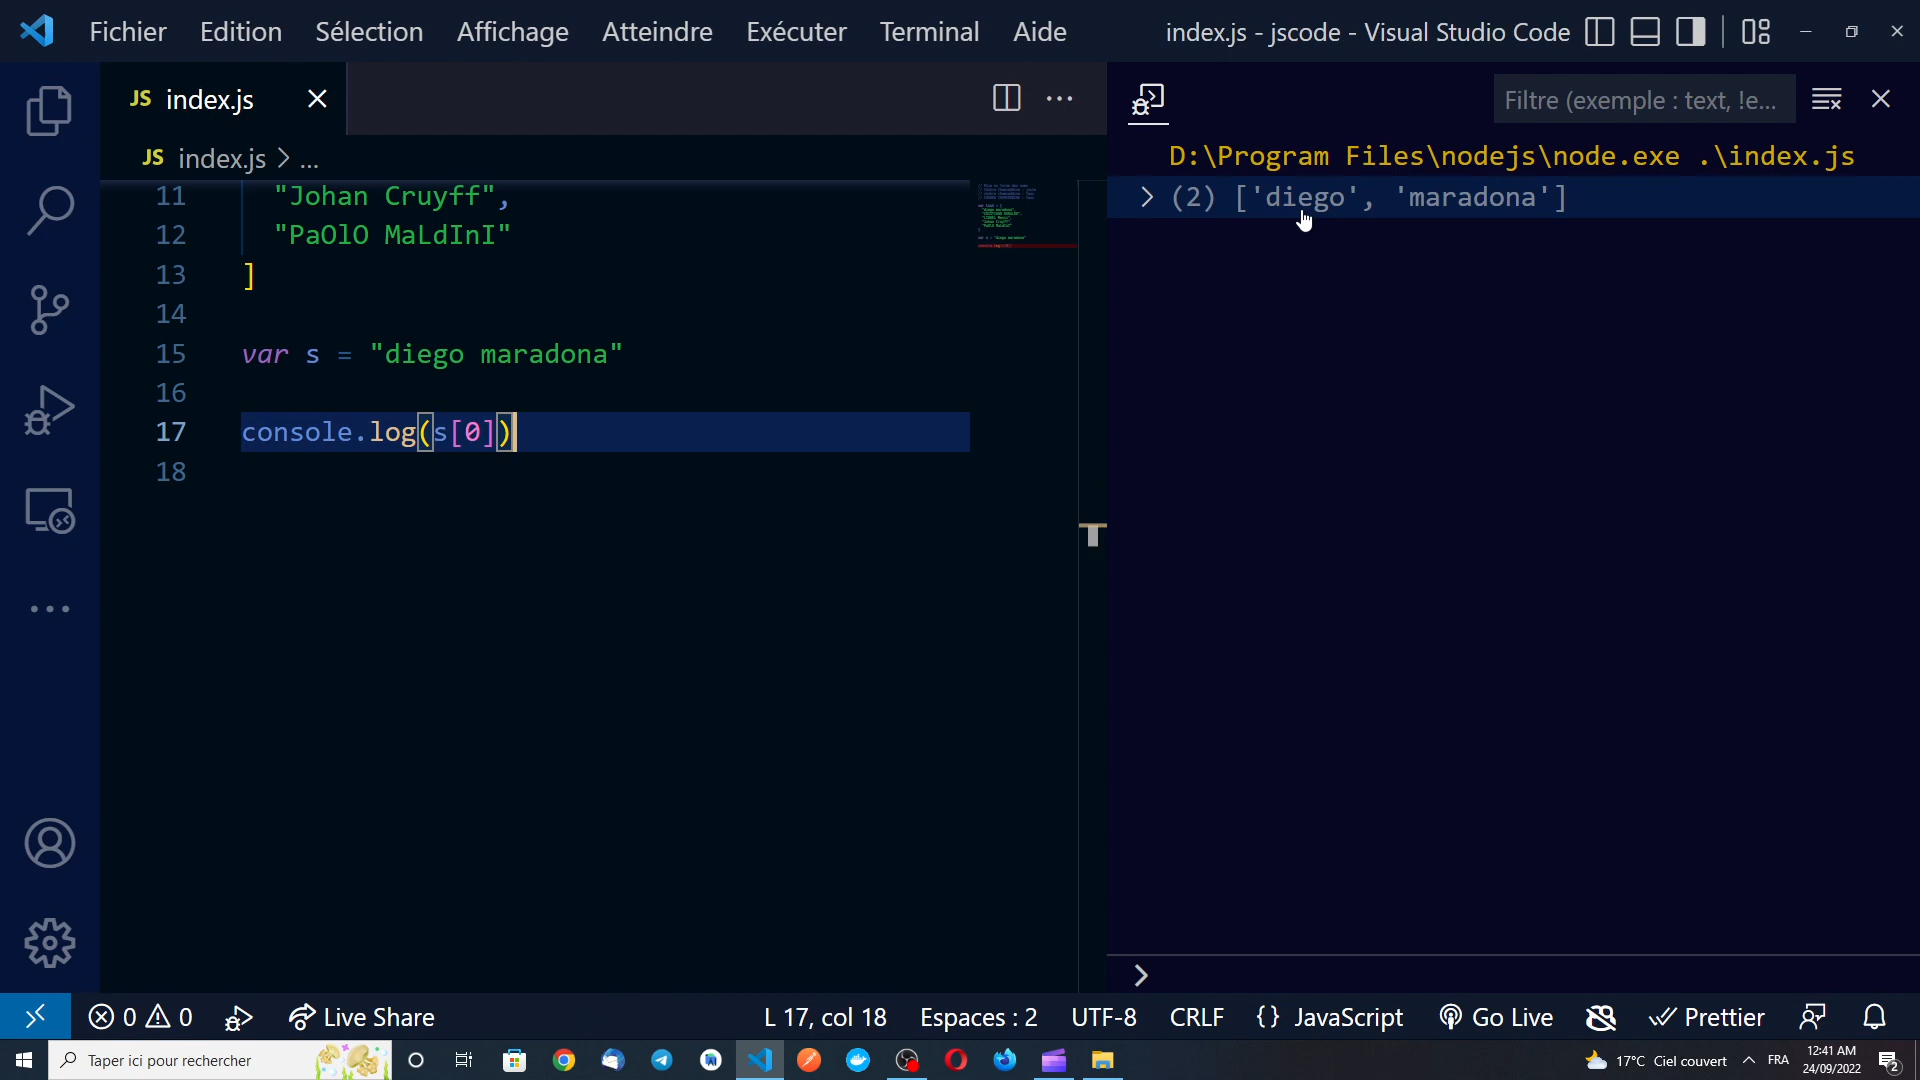 Fichier Edition Sélection Affichage Atteindre Exécuter Terminal Aide index.js - jscode - Visual Studio Code
JS index.js
JS index.js > ...
11 "Johan Cruyff",
12 "PaOlO MaLdInI"
13 ]
14
15 var s = "diego maradona"
16
17 console.log(s[0])
18
Filtre (exemple : text, !e...
D:\Program Files\nodejs\node.exe .\index.js
> (2) ['diego', 'maradona']
>
0 0 Live Share L 17, col 18 Espaces : 2 UTF-8 CRLF {} JavaScript Go Live Prettier
Taper ici pour rechercher
17°C Ciel couvert FRA 12:41 AM
24/09/2022
2